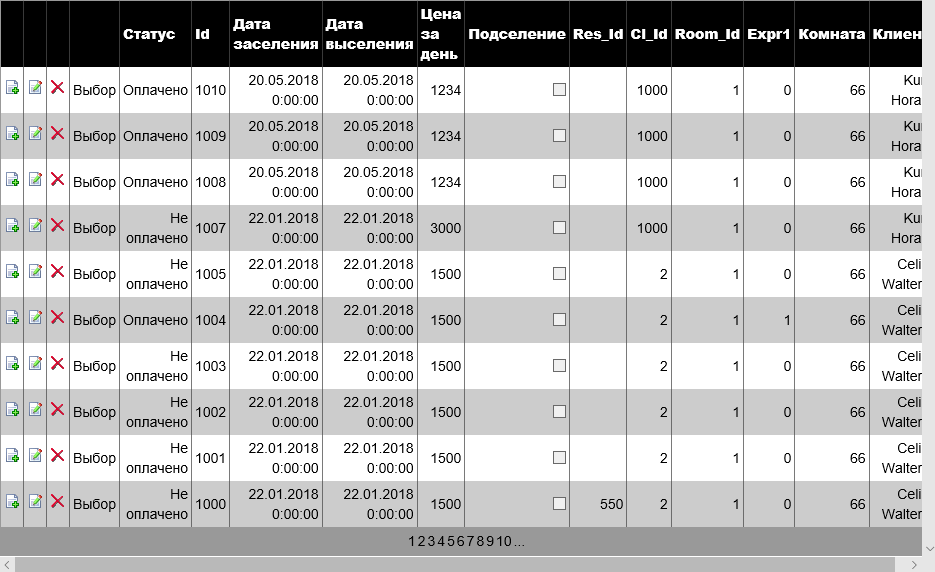 Статус Id Дата заселения Дата выселения Цена за день Подселение Res_Id Cl_Id Room_Id Expr1 Комната Клиен
Выбор Оплачено 1010 20.05.2018 0:00:00 20.05.2018 0:00:00 1234 1000 1 0 66 Hora
Выбор Оплачено 1009 20.05.2018 0:00:00 20.05.2018 0:00:00 1234 1000 1 0 66 Hora
Выбор Оплачено 1008 20.05.2018 0:00:00 20.05.2018 0:00:00 1234 1000 1 0 66 Hora
Выбор Не оплачено 1007 22.01.2018 0:00:00 22.01.2018 0:00:00 3000 1000 1 0 66 Hora
Выбор Не оплачено 1005 22.01.2018 0:00:00 22.01.2018 0:00:00 1500 2 1 0 66 Celi Walter
Выбор Оплачено 1004 22.01.2018 0:00:00 22.01.2018 0:00:00 1500 2 1 1 66 Celi Walter
Выбор Не оплачено 1003 22.01.2018 0:00:00 22.01.2018 0:00:00 1500 2 1 0 66 Celi Walter
Выбор Не оплачено 1002 22.01.2018 0:00:00 22.01.2018 0:00:00 1500 2 1 0 66 Celi Walter
Выбор Не оплачено 1001 22.01.2018 0:00:00 22.01.2018 0:00:00 1500 2 1 0 66 Celi Walter
Выбор Не оплачено 1000 22.01.2018 0:00:00 22.01.2018 0:00:00 1500 550 2 1 0 66 Celi Walter
1 2 3 4 5 6 7 8 9 10 ...